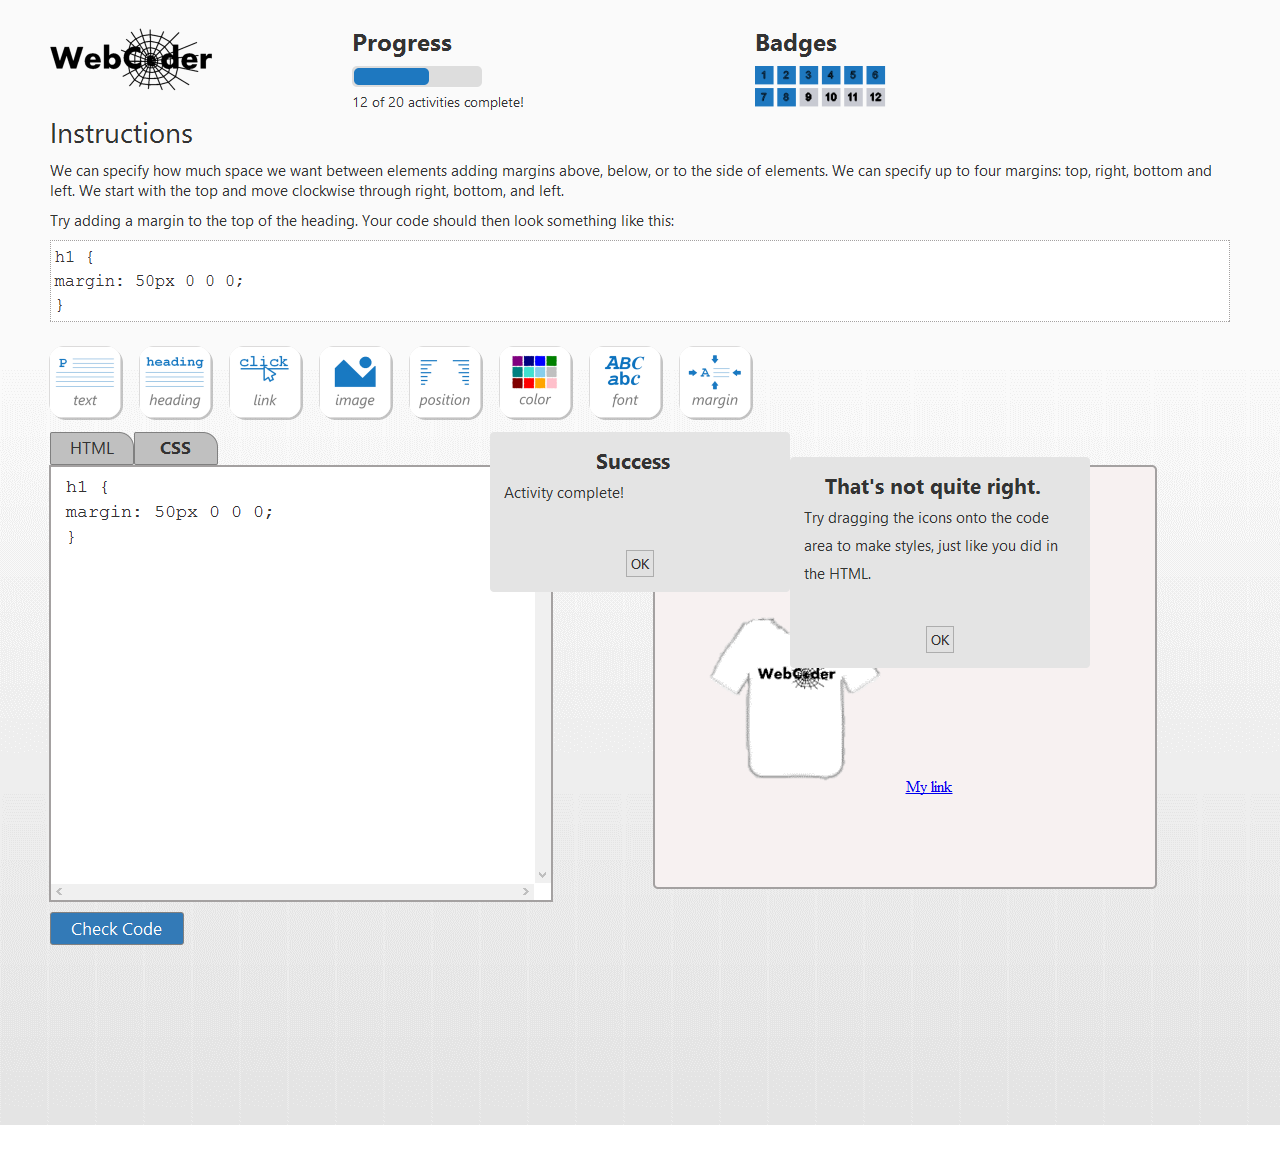 WebCoder
Progress
12 of 20 activities complete!
Badges
1 2 3 4 5 6
7 8 9 10 11 12
Instructions
We can specify how much space we want between elements adding margins above, below, or to the side of elements. We can specify up to four margins: top, right, bottom and
left. We start with the top and move clockwise through right, bottom, and left.
Try adding a margin to the top of the heading. Your code should then look something like this:
h1 {
margin: 50px 0 0 0;
}
P
text
heading
heading
click
link
image
position
color
ABC
abc
font
A
margin
HTML
CSS
h1 {
margin: 50px 0 0 0;
}
Success
Activity complete!
OK
That's not quite right.
Try dragging the icons onto the code
area to make styles, just like you did in
the HTML.
OK
WebCoder
My link
Check Code